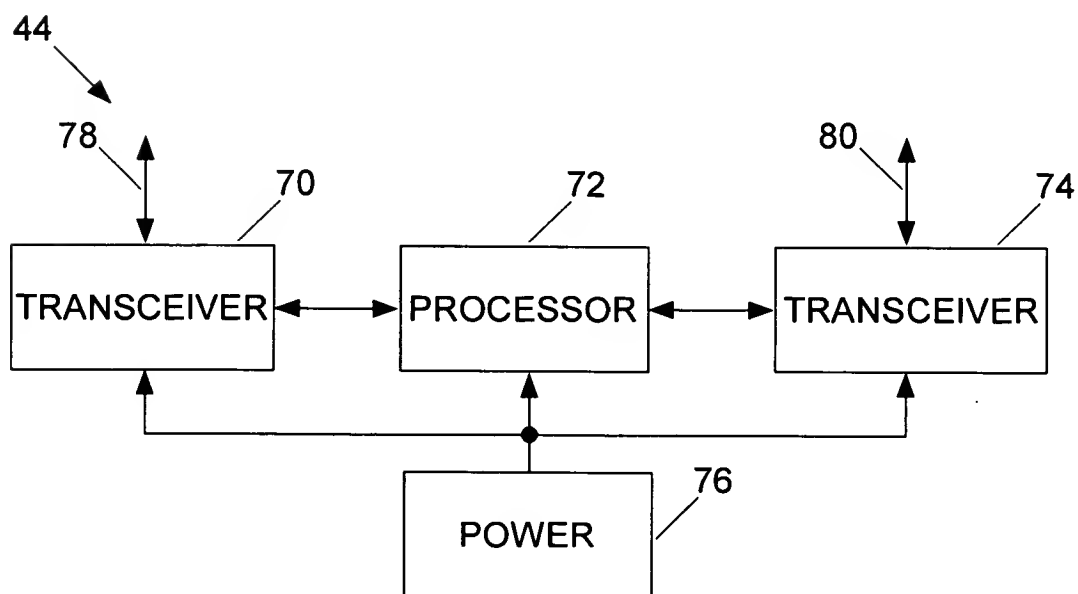 44
78
80
70
72
74
TRANSCEIVER
PROCESSOR
TRANSCEIVER
76
POWER